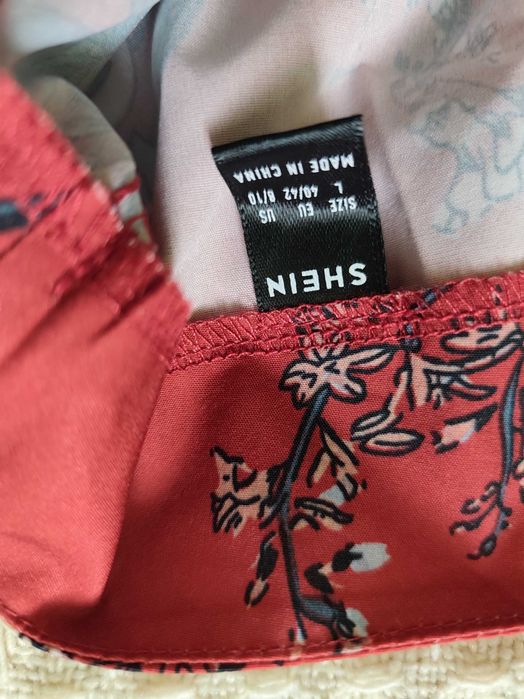 SHEIN
SIZE EU US
L 40/42 8/10
MADE IN CHINA